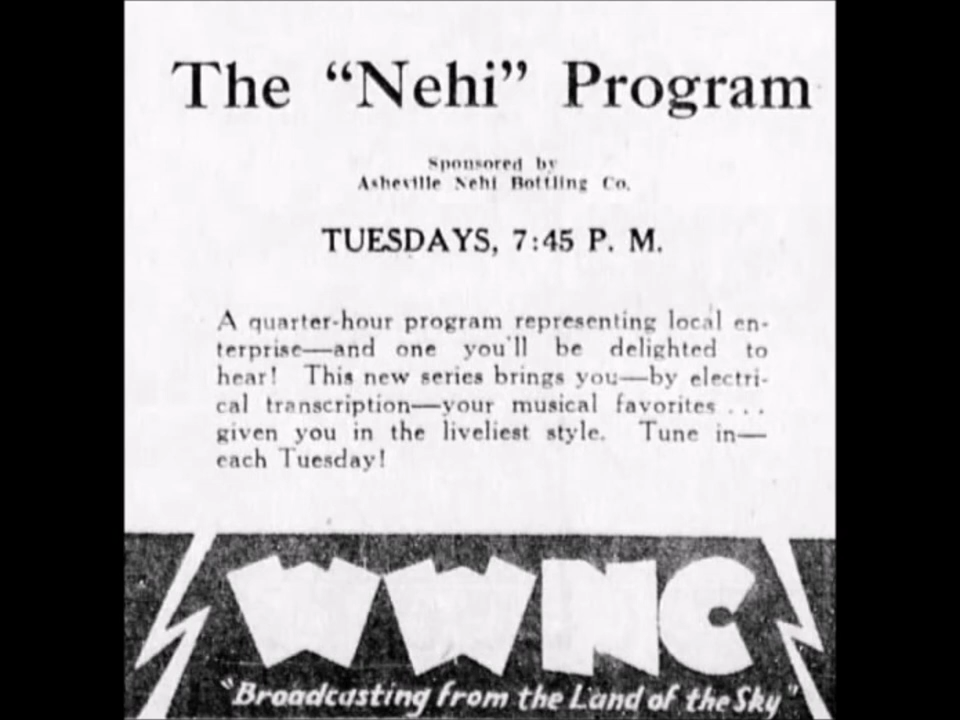 The “Nehi” Program
Sponsored by
Asheville Nehi Bottling Co.
TUESDAYS, 7:45 P. M.
A quarter-hour program representing local en-
terprise—and one you'll be delighted to
hear! This new series brings you—by electri-
cal transcription—your musical favorites . . .
given you in the liveliest style. Tune in—
each Tuesday!
WWNC
"Broadcasting from the Land of the Sky"